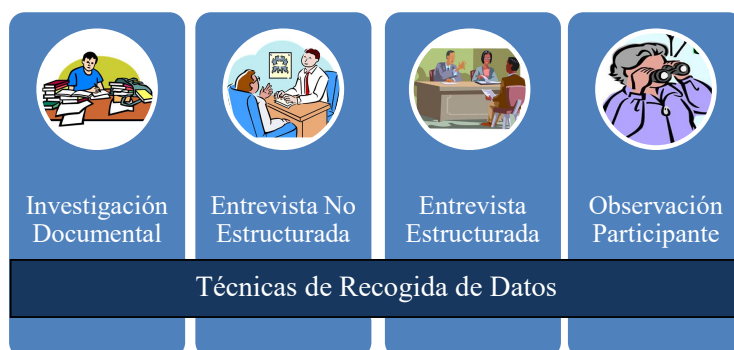 Investigación
Documental
Entrevista No
Estructurada
Entrevista
Estructurada
Observación
Participante
Técnicas de Recogida de Datos